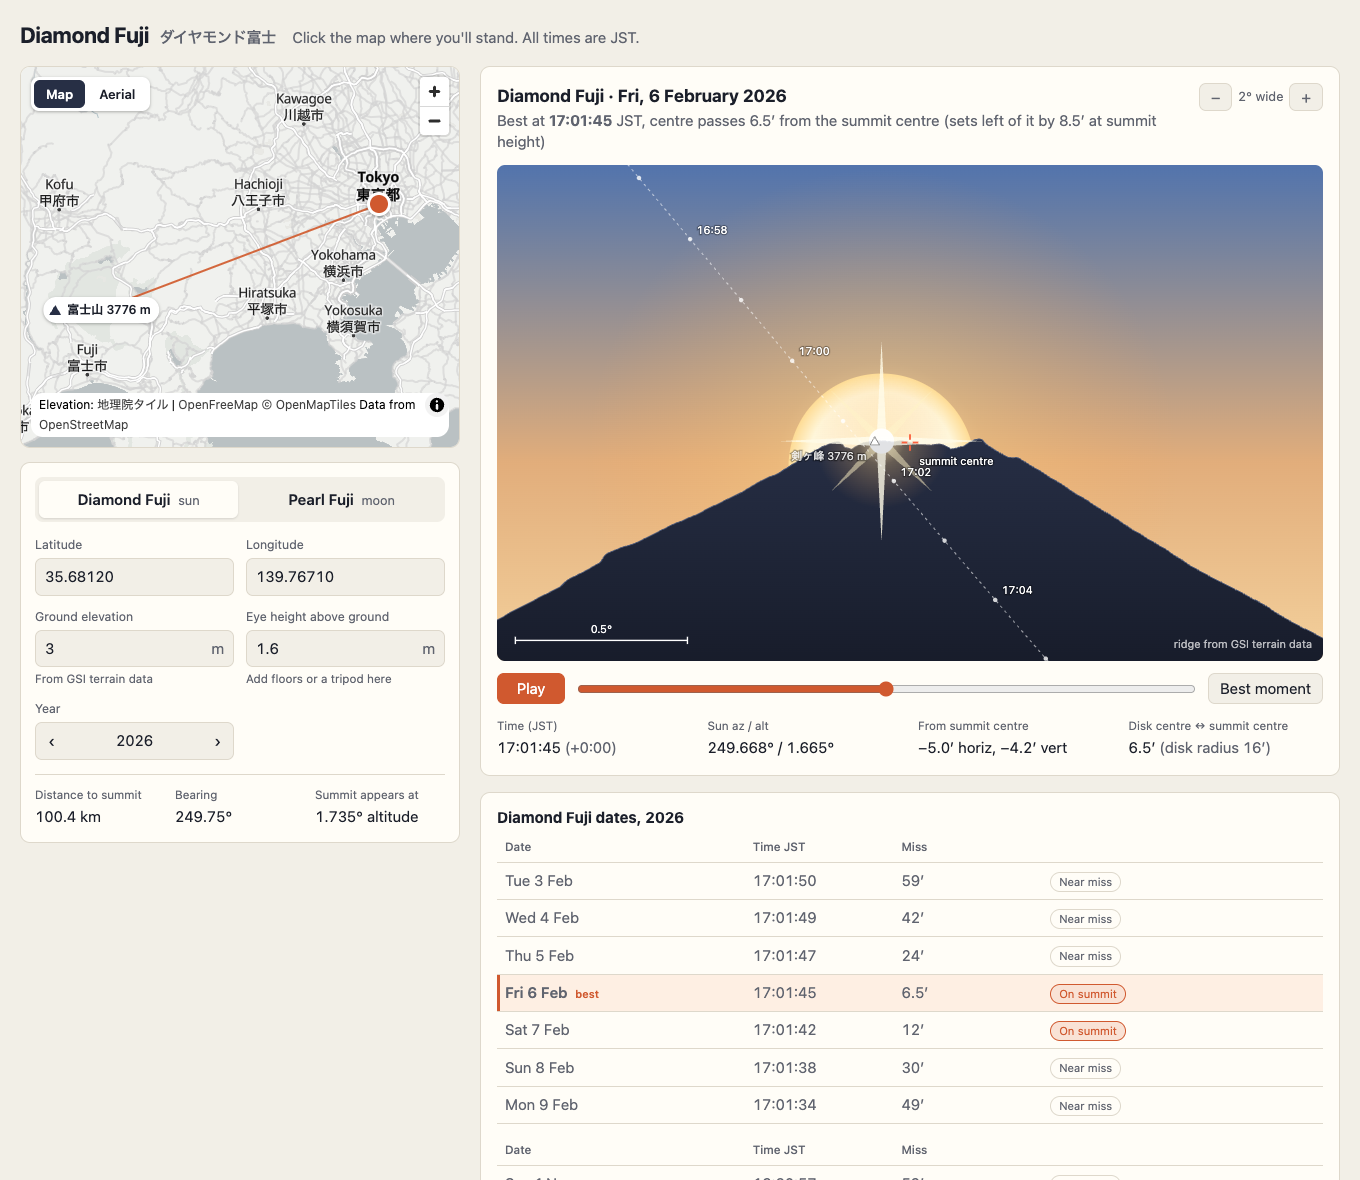 Diamond Fuji ダイヤモンド富士 Click the map where you'll stand. All times are JST.
Map Aerial
+
−
Kawagoe
川越市
Tokyo
Kofu
甲府市
Hachioji
八王子市
Yokohama
横浜市
Hiratsuka
平塚市
Yokosuka
横須賀市
▲ 富士山 3776 m
Fuji
富士市
Elevation: 地理院タイル | OpenFreeMap © OpenMapTiles Data from
OpenStreetMap
Diamond Fuji sun
Pearl Fuji moon
Latitude
Longitude
35.68120
139.76710
Ground elevation
Eye height above ground
3 m
1.6 m
From GSI terrain data
Add floors or a tripod here
Year
‹ 2026 ›
Distance to summit
Bearing
Summit appears at
100.4 km
249.75°
1.735° altitude
Diamond Fuji · Fri, 6 February 2026
− 2° wide +
Best at 17:01:45 JST, centre passes 6.5′ from the summit centre (sets left of it by 8.5′ at summit
height)
16:58
17:00
剣ヶ峰 3776 m
summit centre
17:02
17:04
0.5°
ridge from GSI terrain data
Play
Best moment
Time (JST)
Sun az / alt
From summit centre
Disk centre ↔ summit centre
17:01:45 (+0:00)
249.668° / 1.665°
−5.0′ horiz, −4.2′ vert
6.5′ (disk radius 16′)
Diamond Fuji dates, 2026
Date Time JST Miss
Tue 3 Feb 17:01:50 59′ Near miss
Wed 4 Feb 17:01:49 42′ Near miss
Thu 5 Feb 17:01:47 24′ Near miss
Fri 6 Feb best 17:01:45 6.5′ On summit
Sat 7 Feb 17:01:42 12′ On summit
Sun 8 Feb 17:01:38 30′ Near miss
Mon 9 Feb 17:01:34 49′ Near miss
Date Time JST Miss